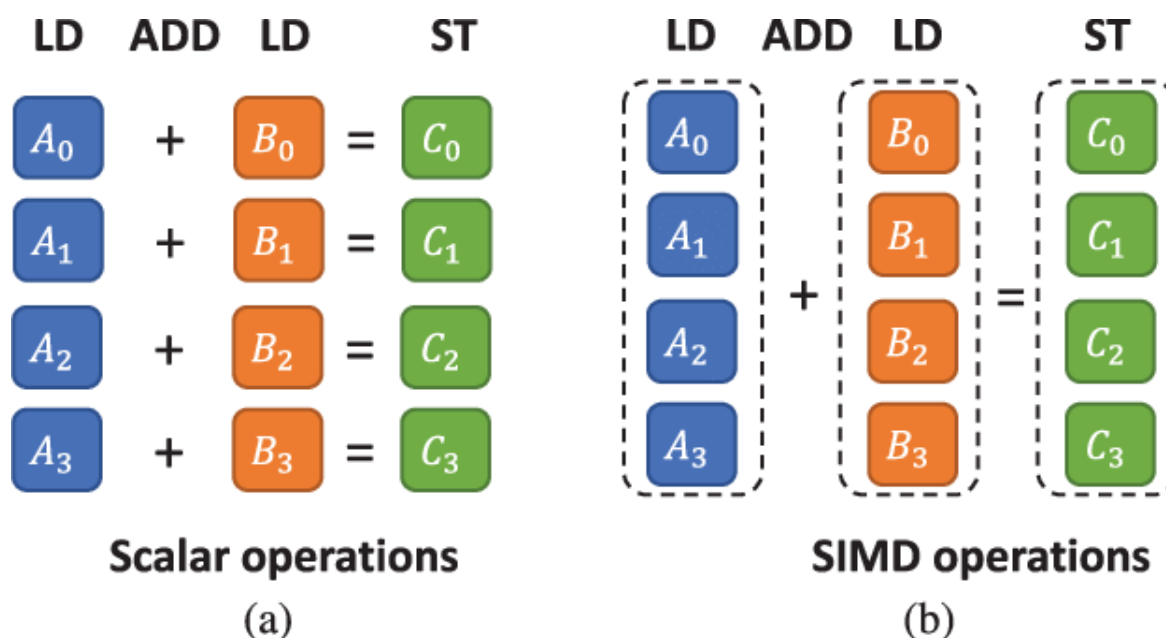 LD ADD LD ST
A₀ + B₀ = C₀
A₁ + B₁ = C₁
A₂ + B₂ = C₂
A₃ + B₃ = C₃
Scalar operations
(a)
LD ADD LD ST
A₀ B₀ C₀
A₁ B₁ C₁
+ =
A₂ B₂ C₂
A₃ B₃ C₃
SIMD operations
(b)